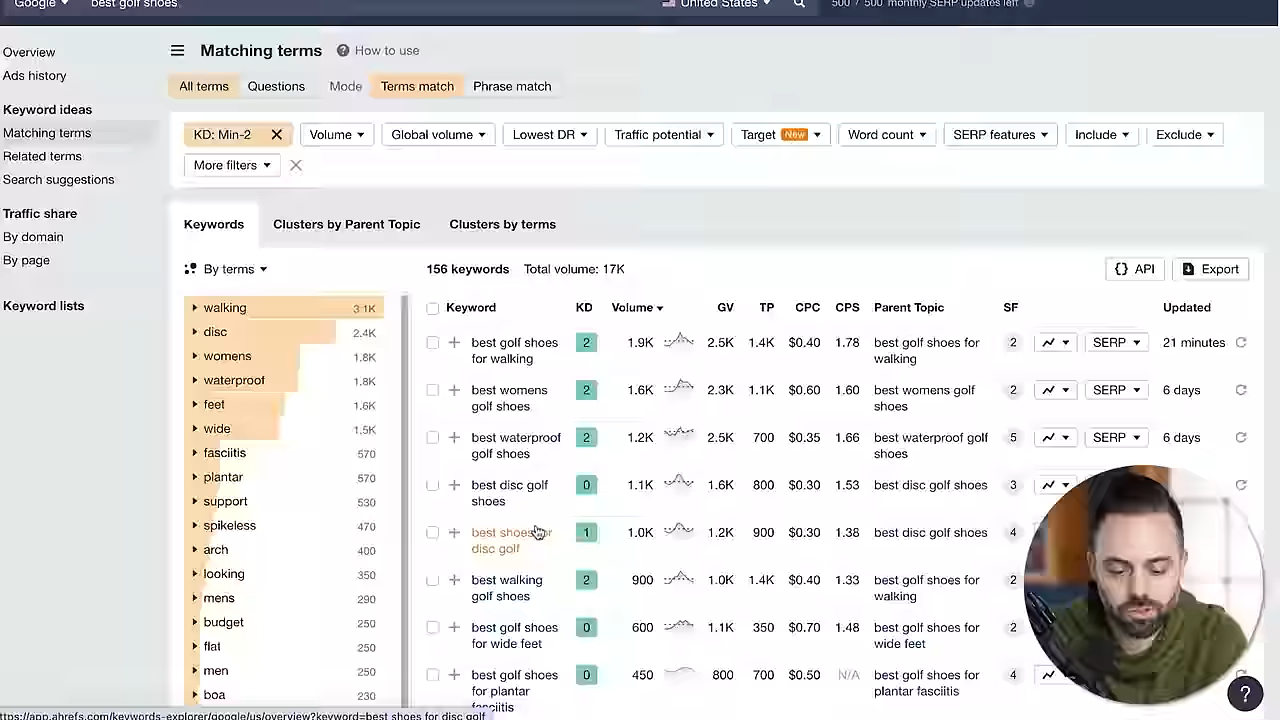 Google best golf shoes United States 500 / 500 monthly SERP updates left
Overview
Ads history
Keyword ideas
Matching terms
Related terms
Search suggestions
Traffic share
By domain
By page
Keyword lists
Matching terms ? How to use
All terms Questions Mode Terms match Phrase match
KD: Min-2 Volume Global volume Lowest DR Traffic potential Target New Word count SERP features Include Exclude
More filters
Keywords Clusters by Parent Topic Clusters by terms
By terms 156 keywords Total volume: 17K {} API Export
walking 3.1K
disc 2.4K
womens 1.8K
waterproof 1.8K
feet 1.6K
wide 1.5K
fasciitis 570
plantar 570
support 530
spikeless 470
arch 400
looking 350
mens 290
budget 250
flat 250
men 250
boa 230
Keyword KD Volume GV TP CPC CPS Parent Topic SF Updated
best golf shoes for walking 2 1.9K 2.5K 1.4K $0.40 1.78 best golf shoes for walking 2 SERP 21 minutes
best womens golf shoes 2 1.6K 2.3K 1.1K $0.60 1.60 best womens golf shoes 2 SERP 6 days
best waterproof golf shoes 2 1.2K 2.5K 700 $0.35 1.66 best waterproof golf shoes 5 SERP 6 days
best disc golf shoes 0 1.1K 1.6K 800 $0.30 1.53 best disc golf shoes 3
best shoes for disc golf 1 1.0K 1.2K 900 $0.30 1.38 best disc golf shoes 4
best walking golf shoes 2 900 1.0K 1.4K $0.40 1.33 best golf shoes for walking 2
best golf shoes for wide feet 0 600 1.1K 350 $0.70 1.48 best golf shoes for wide feet 2
best golf shoes for plantar fasciitis 0 450 800 700 $0.50 N/A best golf shoes for plantar fasciitis 4
?
ttps://app.ahrefs.com/keywords-explorer/google/us/overview?keyword=best shoes for disc golf